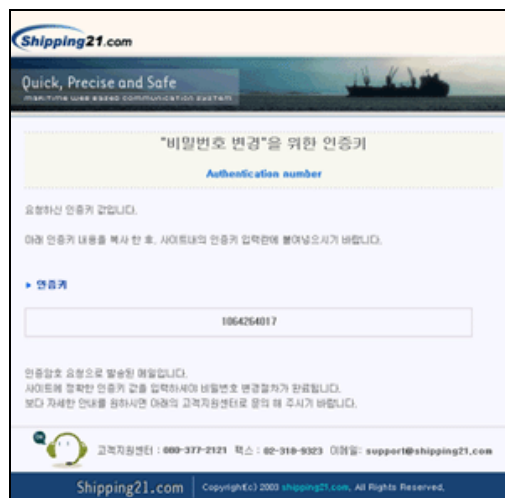 Shipping21.com
Quick, Precise and Safe
MARITIME WEB BASED COMMUNICATION SYSTEM
"비밀번호 변경"을 위한 인증키
Authentication number
요청하신 인증키 값입니다.
아래 인증키 내용을 복사 한 후, 사이트내의 인증키 입력란에 붙여넣으시기 바랍니다.
▶ 인증키
1064264017
인증암호 요청으로 발송된 메일입니다.
사이트에 정확한 인증키 값을 입력하셔야 비밀번호 변경절차가 완료됩니다.
보다 자세한 안내를 원하시면 아래의 고객지원센터로 문의 해 주시기 바랍니다.
고객지원센터 : 080-377-2121 팩스 : 02-318-9323 이메일: support@shipping21.com
Shipping21.com Copyright(c) 2003 shipping21.com, All Rights Reserved.